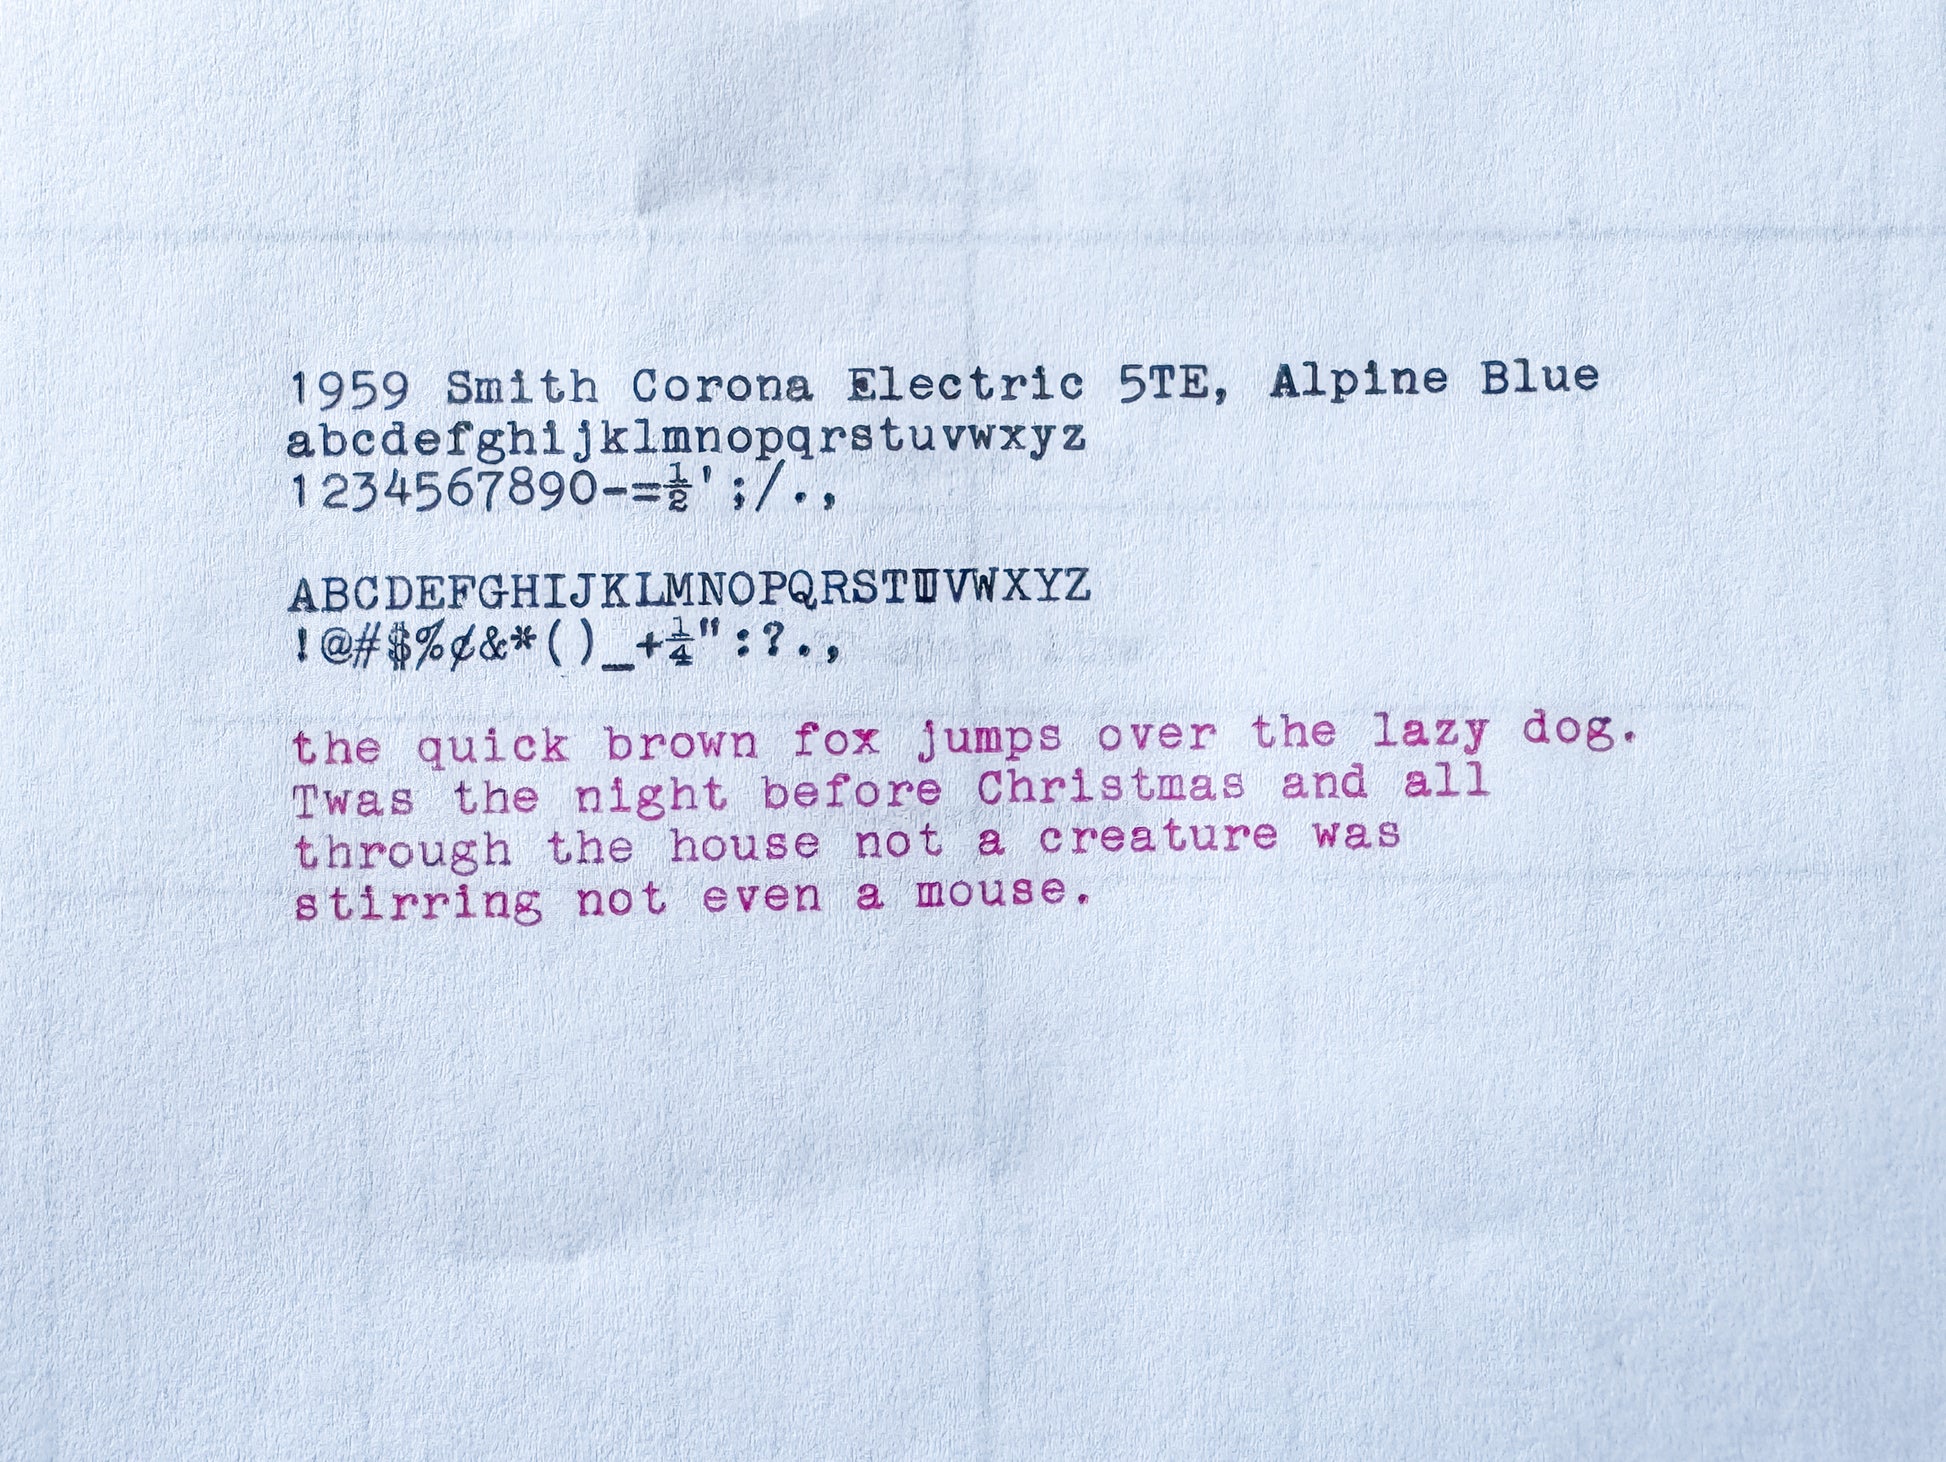 1959 Smith Corona Electric 5TE, Alpine Blue
abcdefghijklmnopqrstuvwxyz
1234567890-=½';/.,
ABCDEFGHIJKLMNOPQRSTUVWXYZ
!@#$%¢&*()_+¼":?.,
the quick brown fox jumps over the lazy dog.
Twas the night before Christmas and all
through the house not a creature was
stirring not even a mouse.